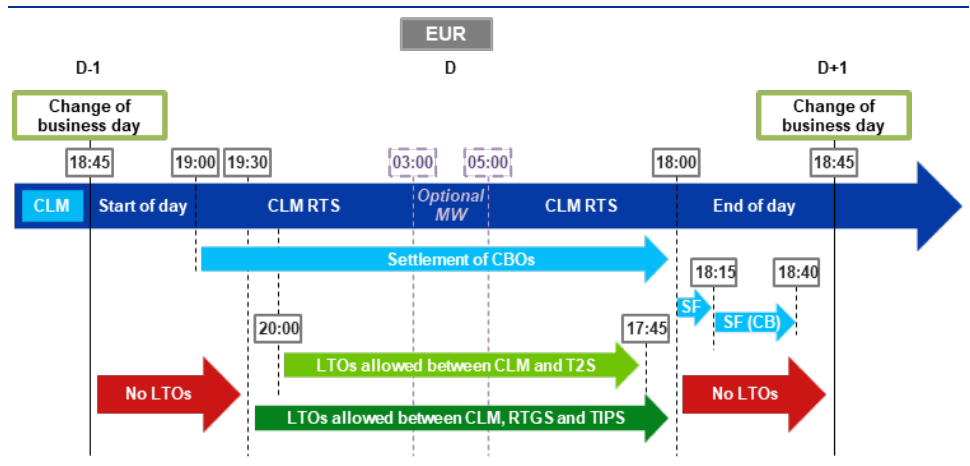 EUR
D-1
D
D+1
Change of
business day
Change of
business day
18:45
19:00
19:30
03:00
05:00
18:00
18:45
CLM
Start of day
CLM RTS
Optional
MW
CLM RTS
End of day
Settlement of CBOs
18:15
18:40
SF
SF (CB)
20:00
17:45
LTOs allowed between CLM and T2S
No LTOs
No LTOs
LTOs allowed between CLM, RTGS and TIPS